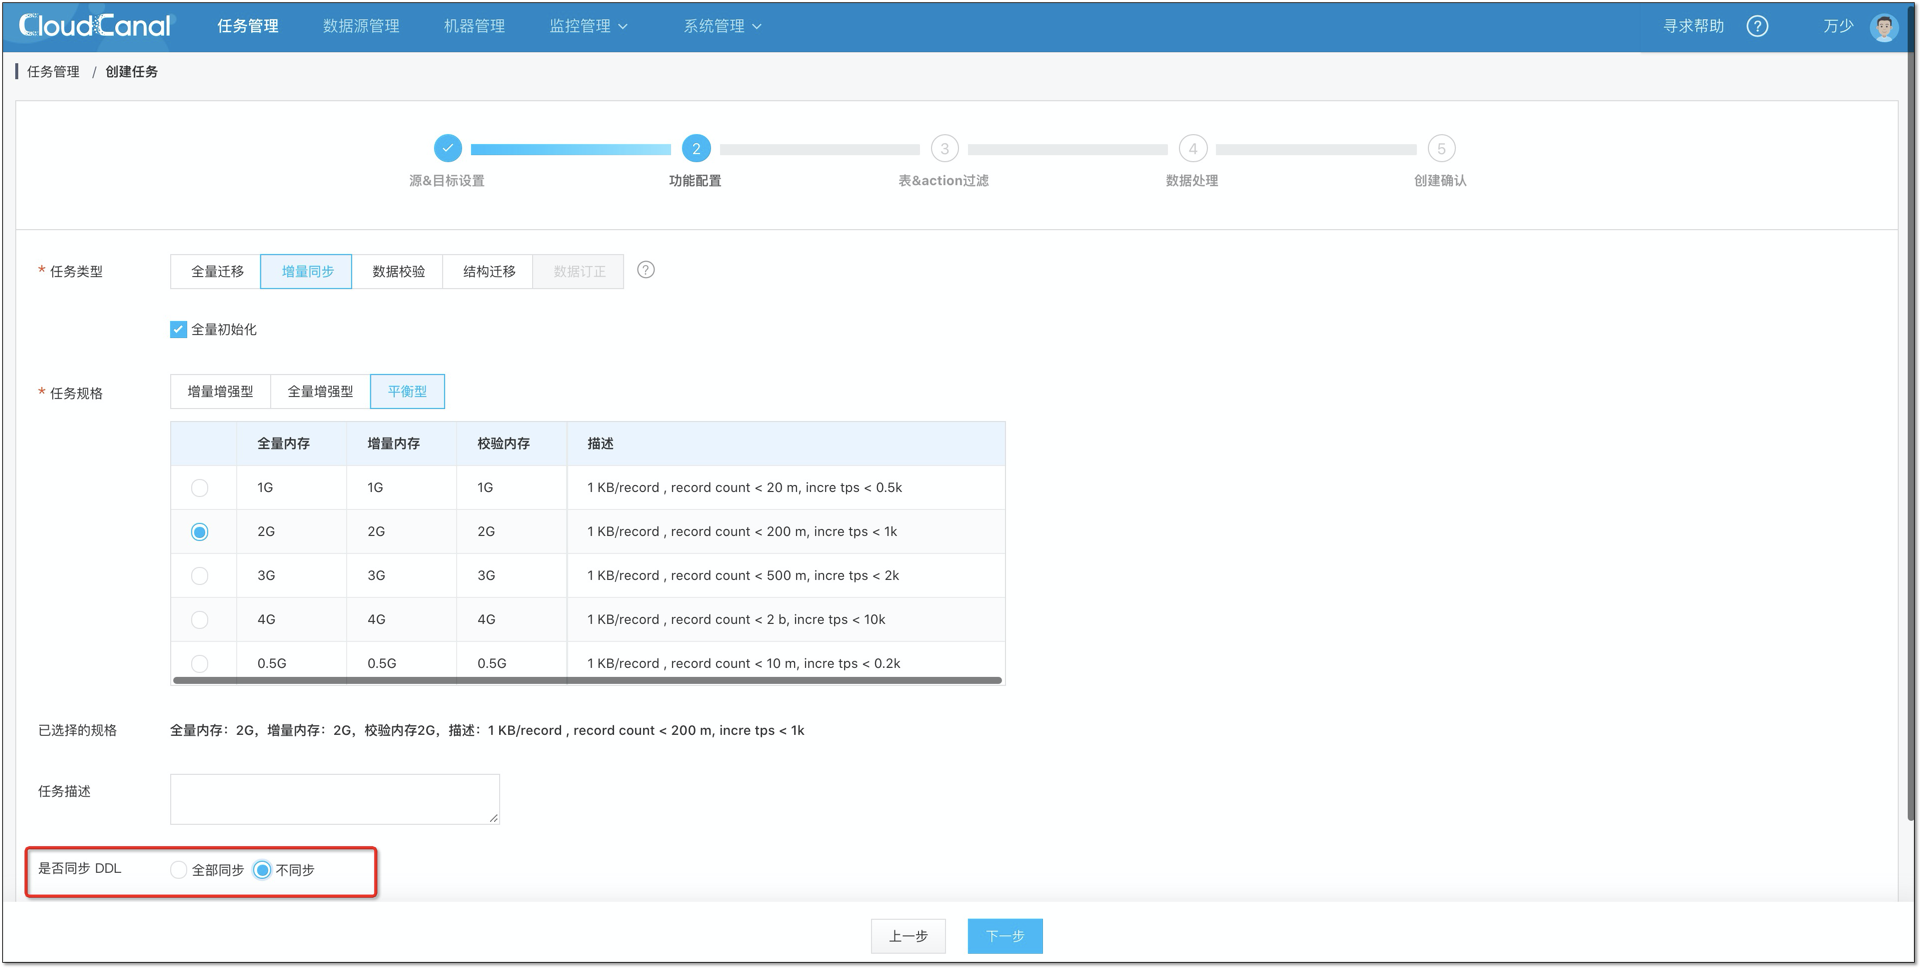 CloudCanal 任务管理 数据源管理 机器管理 监控管理 系统管理 寻求帮助 ? 万少
任务管理 / 创建任务
2 3 4 5
源&目标设置 功能配置 表&action过滤 数据处理 创建确认
* 任务类型 全量迁移 增量同步 数据校验 结构迁移 数据订正 ?
全量初始化
* 任务规格 增量增强型 全量增强型 平衡型
全量内存 增量内存 校验内存 描述
1G 1G 1G 1 KB/record , record count < 20 m, incre tps < 0.5k
2G 2G 2G 1 KB/record , record count < 200 m, incre tps < 1k
3G 3G 3G 1 KB/record , record count < 500 m, incre tps < 2k
4G 4G 4G 1 KB/record , record count < 2 b, incre tps < 10k
0.5G 0.5G 0.5G 1 KB/record , record count < 10 m, incre tps < 0.2k
已选择的规格 全量内存：2G，增量内存：2G，校验内存2G，描述：1 KB/record , record count < 200 m, incre tps < 1k
任务描述
是否同步 DDL 全部同步 不同步
上一步 下一步